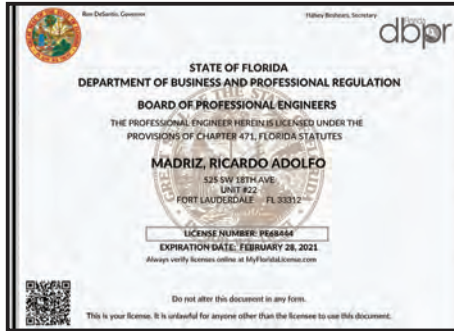 Ron DeSantis, Governor
Halsey Beshears, Secretary
Florida
dbpr
STATE OF FLORIDA
DEPARTMENT OF BUSINESS AND PROFESSIONAL REGULATION
BOARD OF PROFESSIONAL ENGINEERS
THE PROFESSIONAL ENGINEER HEREIN IS LICENSED UNDER THE
PROVISIONS OF CHAPTER 471, FLORIDA STATUTES
MADRIZ, RICARDO ADOLFO
525 SW 18TH AVE
UNIT #22
FORT LAUDERDALE FL 33312
LICENSE NUMBER: PE68444
EXPIRATION DATE: FEBRUARY 28, 2021
Always verify licenses online at MyFloridaLicense.com
Do not alter this document in any form.
This is your license. It is unlawful for anyone other than the licensee to use this document.